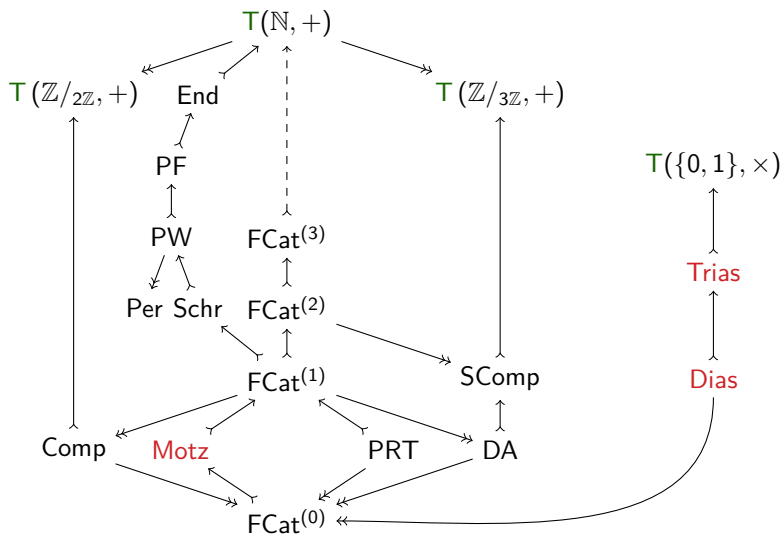 T(ℕ, +)
T(ℤ/₂ℤ, +) End T(ℤ/₃ℤ, +)
PF T({0, 1}, ×)
PW FCat⁽³⁾
Trias
Per Schr FCat⁽²⁾
FCat⁽¹⁾ SComp Dias
Comp Motz PRT DA
FCat⁽⁰⁾